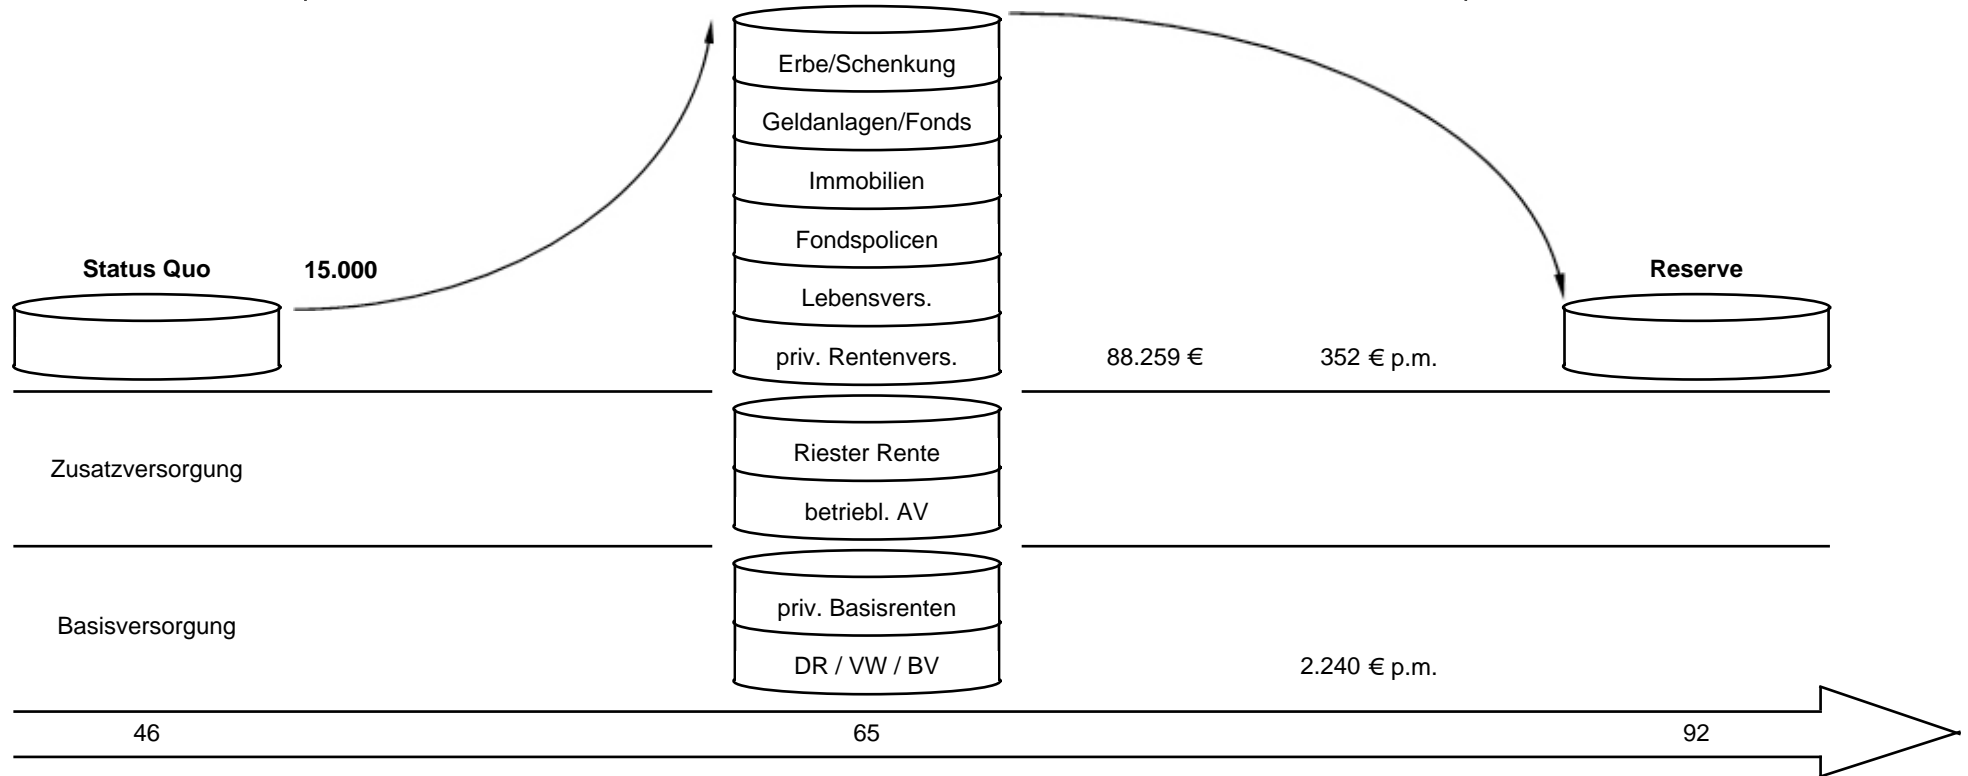 Erbe/Schenkung
Geldanlagen/Fonds
Immobilien
Fondspolicen
Status Quo 15.000 Reserve
Lebensvers.
priv. Rentenvers. 88.259 € 352 € p.m.
Riester Rente
Zusatzversorgung
betriebl. AV
priv. Basisrenten
Basisversorgung
DR / VW / BV 2.240 € p.m.
46 65 92